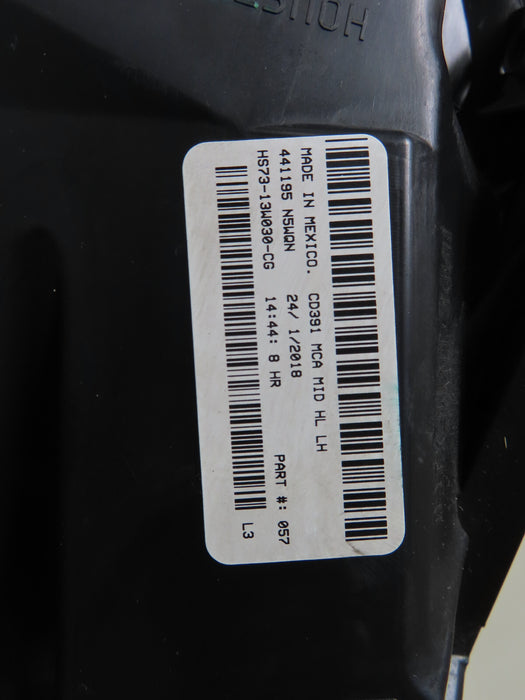 MADE IN MEXICO. CD391 MCA MID HL LH
441195 N5WQN 24/ 1/2018 PART #: 057
HS73-13W030-CG 14:44: 8 HR L3